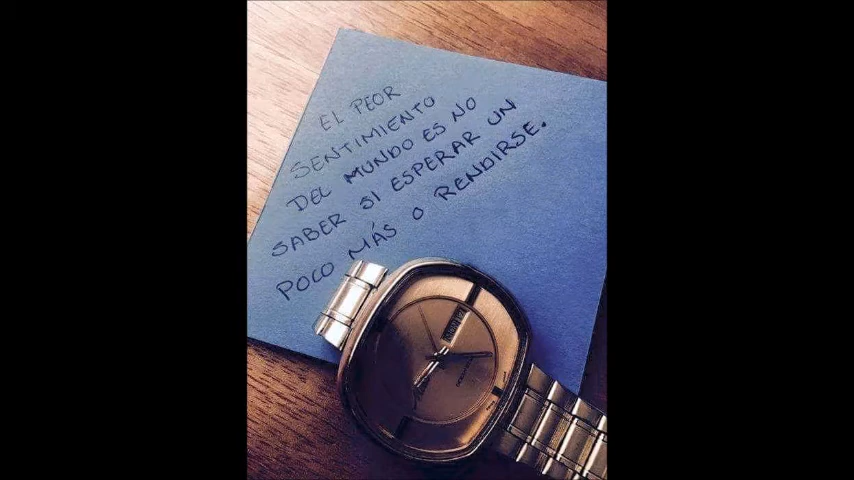 EL PEOR
SENTIMIENTO
DEL MUNDO ES NO
SABER SI ESPERAR UN
POCO MÁS O RENDIRSE.